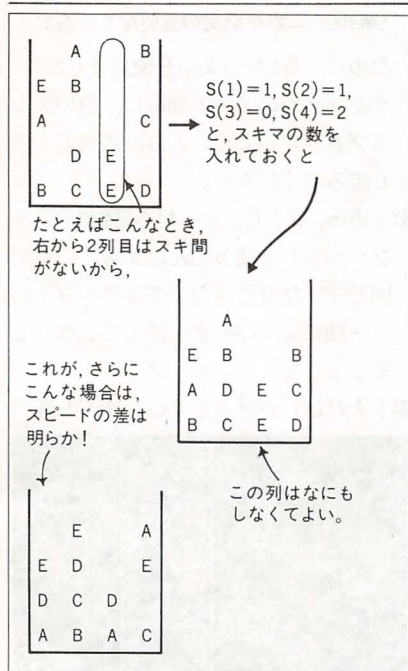 A B
E B
A C
D E
B C E D
S(1)=1, S(2)=1,
S(3)=0, S(4)=2
と, スキマの数を
入れておくと
たとえばこんなとき,
右から2列目はスキ間
がないから,
A
E B B
A D E C
B C E D
この列はなにも
しなくてよい。
これが, さらに
こんな場合は,
スピードの差は
明らか!
E A
E D E
D C D
A B A C